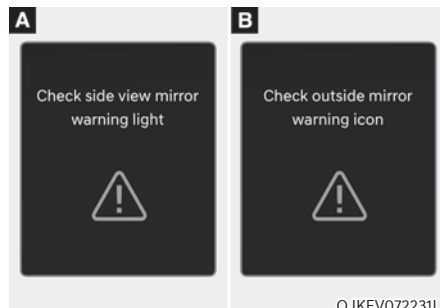 A
Check side view mirror
warning light
B
Check outside mirror
warning icon